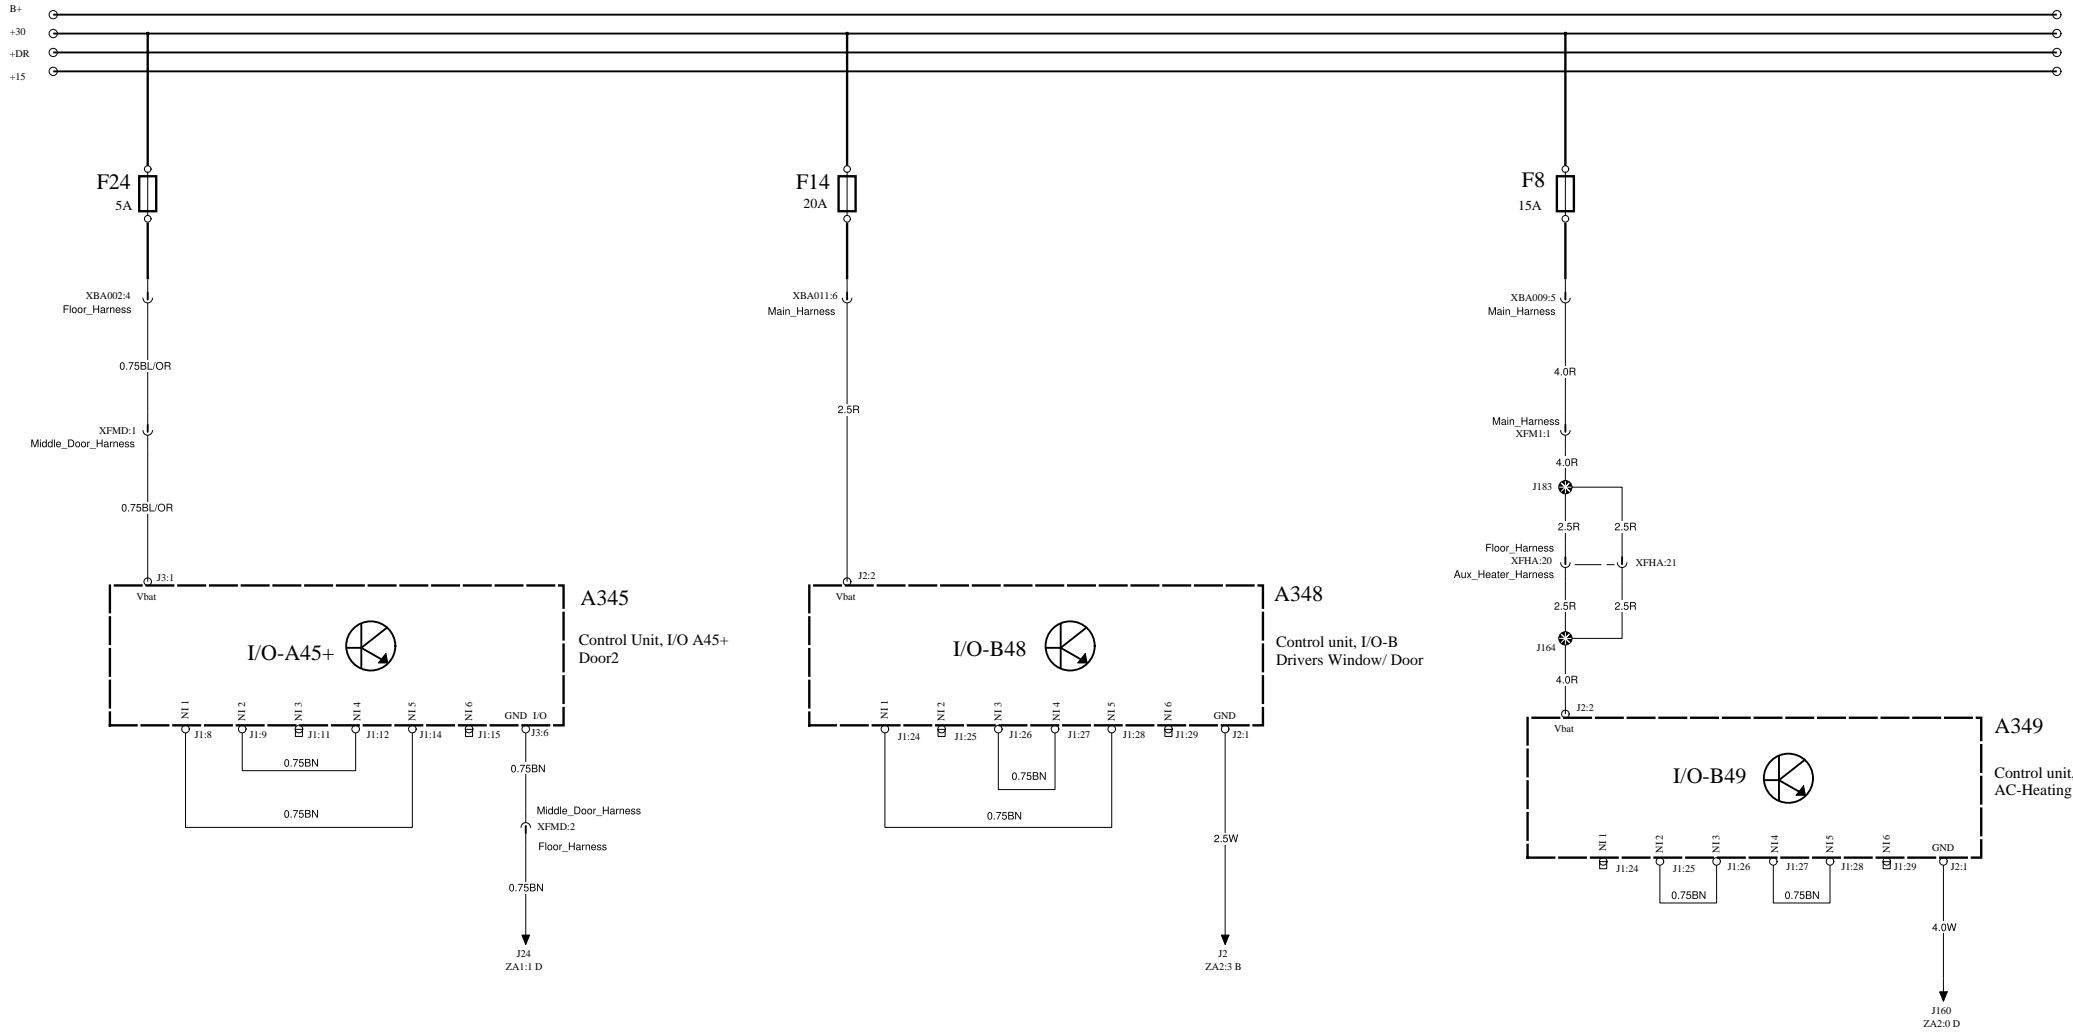 B+
+30
+DR
+15
F24
5A
XBA002:4
Floor_Harness
0.75BL/OR
XFMD:1
Middle_Door_Harness
0.75BL/OR
J3:1
Vbat
A345
Control Unit, I/O A45+
Door2
I/O-A45+
NI 1
NI 2
NI 3
NI 4
NI 5
NI 6
GND I/O
J1:8
J1:9
J1:11
J1:12
J1:14
J1:15
J3:6
0.75BN
0.75BN
0.75BN
Middle_Door_Harness
XFMD:2
Floor_Harness
0.75BN
J24
ZA1:1 D
F14
20A
XBA011:6
Main_Harness
2.5R
J2:2
Vbat
A348
Control unit, I/O-B
Drivers Window/ Door
I/O-B48
NI 1
NI 2
NI 3
NI 4
NI 5
NI 6
GND
J1:24
J1:25
J1:26
J1:27
J1:28
J1:29
J2:1
0.75BN
0.75BN
2.5W
J2
ZA2:3 B
F8
15A
XBA009:5
Main_Harness
4.0R
Main_Harness
XFM1:1
4.0R
J183
2.5R
2.5R
Floor_Harness
XFHA:20
XFHA:21
Aux_Heater_Harness
2.5R
2.5R
J164
4.0R
J2:2
Vbat
A349
Control unit,
AC-Heating
I/O-B49
NI 1
NI 2
NI 3
NI 4
NI 5
NI 6
GND
J1:24
J1:25
J1:26
J1:27
J1:28
J1:29
J2:1
0.75BN
0.75BN
4.0W
J160
ZA2:0 D